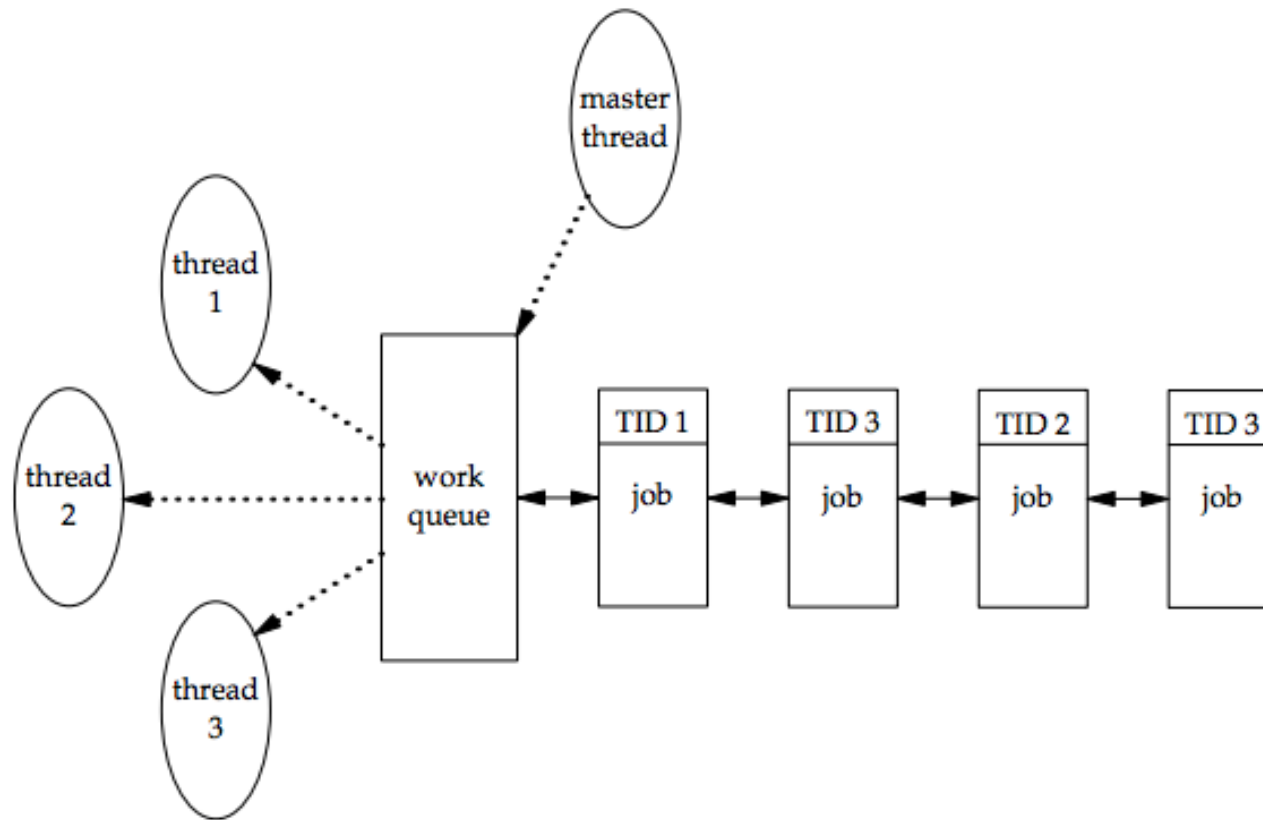 master
thread
thread
1
thread
2
thread
3
work
queue
TID 1
job
TID 3
job
TID 2
job
TID 3
job